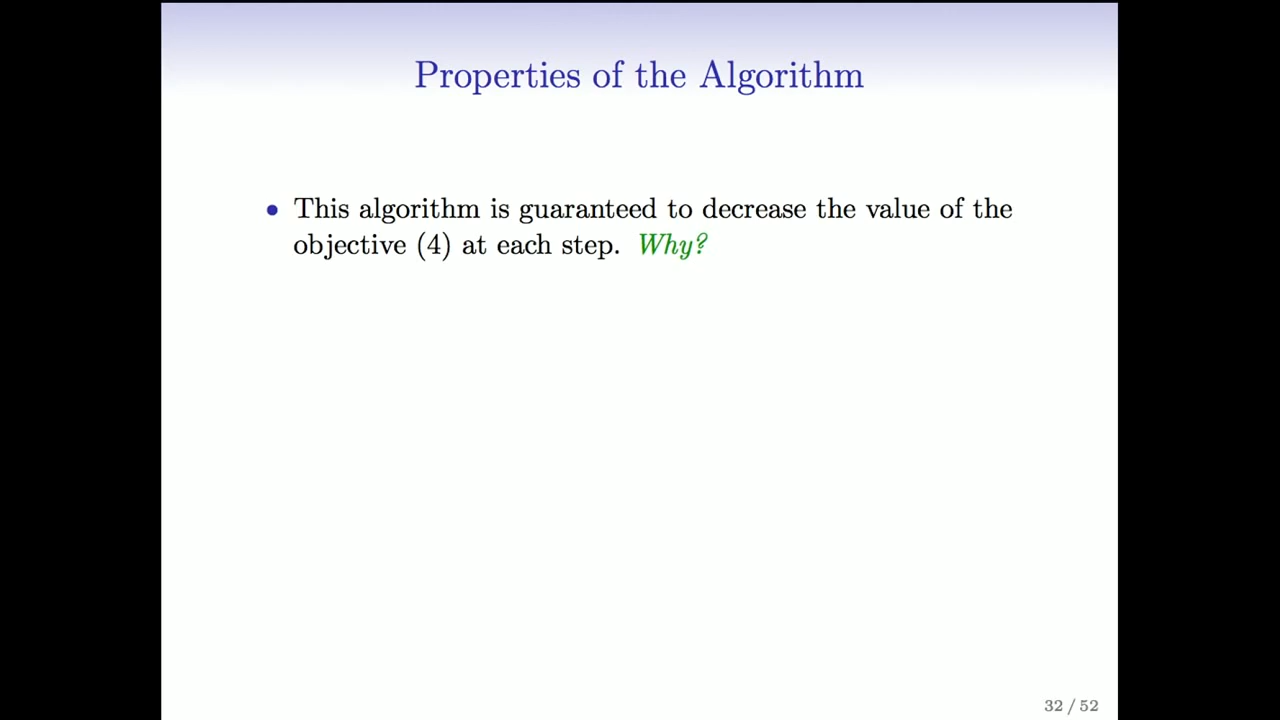 Properties of the Algorithm
• This algorithm is guaranteed to decrease the value of the
objective (4) at each step. Why?
32 / 52